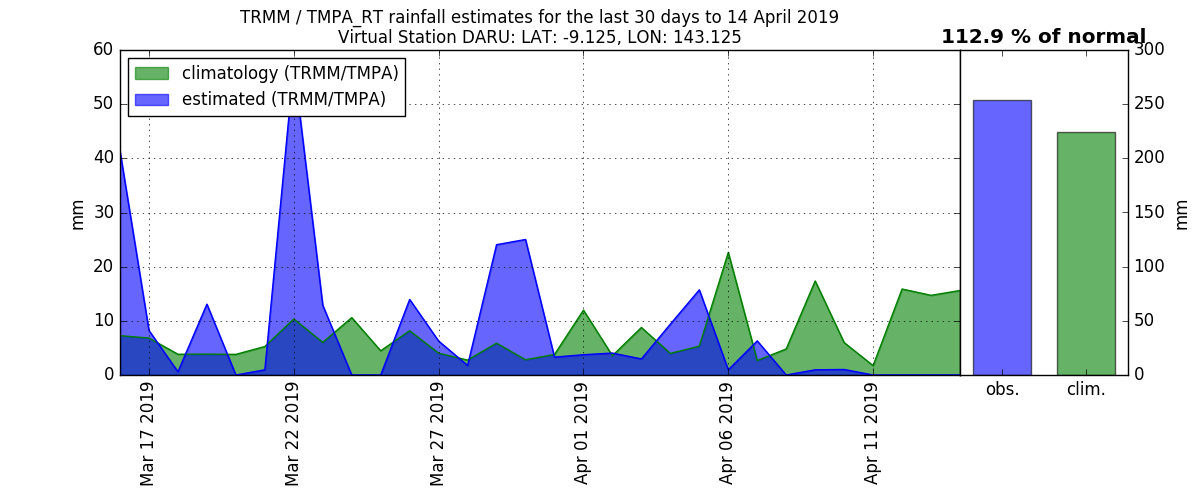 TRMM / TMPA_RT rainfall estimates for the last 30 days to 14 April 2019
Virtual Station DARU: LAT: -9.125, LON: 143.125
112.9 % of normal
climatology (TRMM/TMPA)
estimated (TRMM/TMPA)
60
50
40
30
20
10
0
mm
Mar 17 2019
Mar 22 2019
Mar 27 2019
Apr 01 2019
Apr 06 2019
Apr 11 2019
300
250
200
150
100
50
0
mm
obs.
clim.